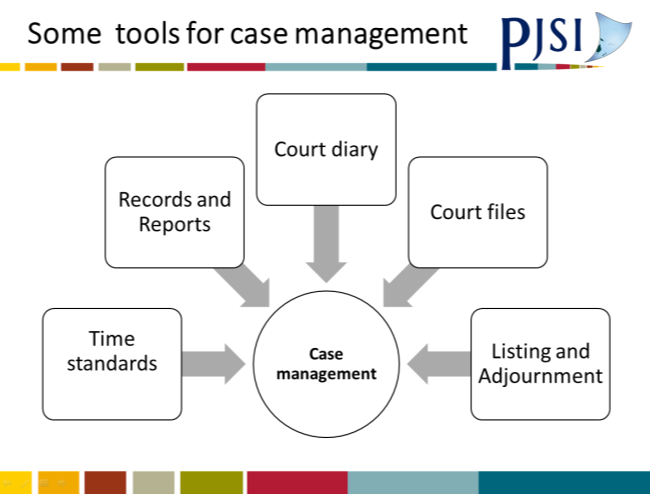 Some tools for case management
PJSI
Court diary
Records and
Reports
Court files
Time
standards
Case
management
Listing and
Adjournment